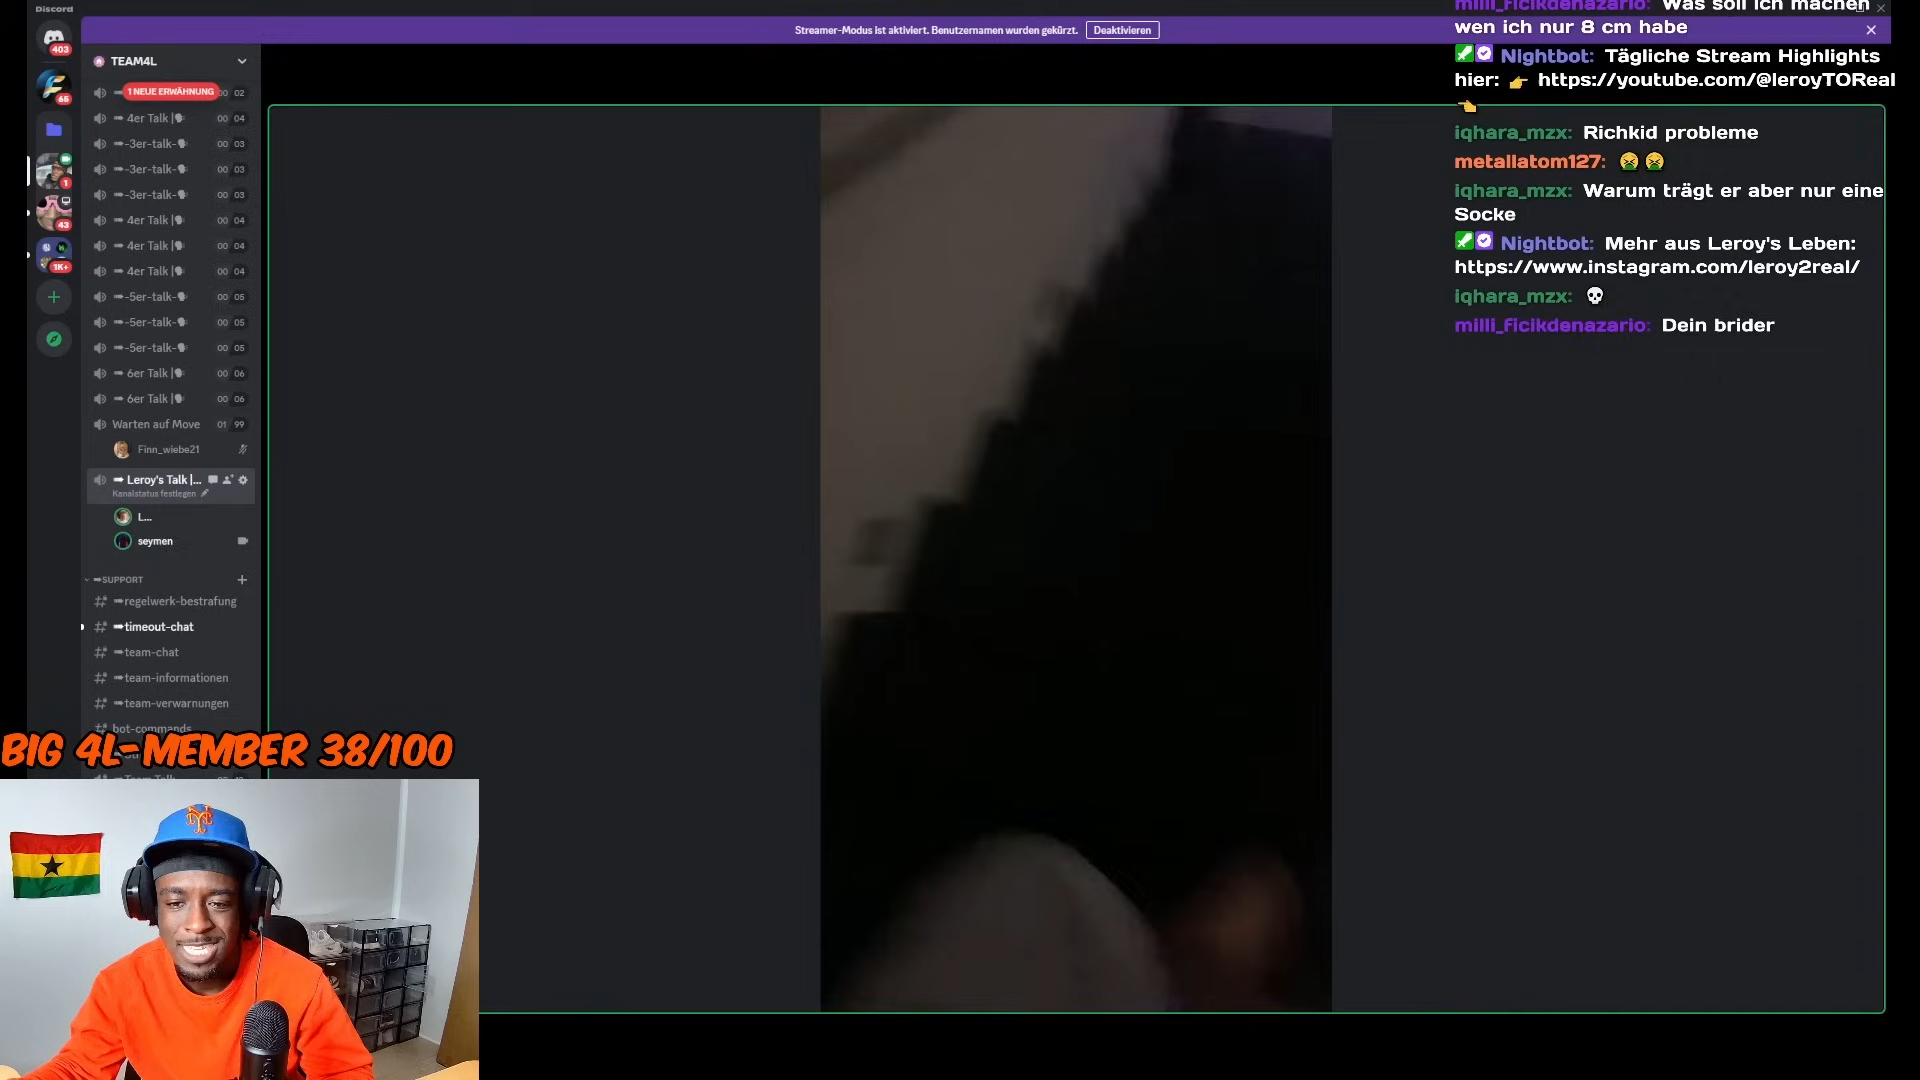 Discord
Streamer-Modus ist aktiviert. Benutzernamen wurden gekürzt. Deaktivieren
403
65
1
43
1K+
TEAM4L
1 NEUE ERWÄHNUNG 00 02
4er Talk | 00 04
-3er-talk- 00 03
-3er-talk- 00 03
-3er-talk- 00 03
4er Talk | 00 04
4er Talk | 00 04
4er Talk | 00 04
-5er-talk- 00 05
-5er-talk- 00 05
-5er-talk- 00 05
6er Talk | 00 06
6er Talk | 00 06
Warten auf Move 01 99
Finn_wiebe21
Leroy's Talk |...
Kanalstatus festlegen
L...
seymen
SUPPORT
regelwerk-bestrafung
timeout-chat
team-chat
team-informationen
team-verwarnungen
bot-commands
BIG 4L-MEMBER 38/100
milli_ficikdenazario: Was soll ich machen
wen ich nur 8 cm habe
Nightbot: Tägliche Stream Highlights
hier: 👉 https://youtube.com/@leroyTOReal
👈
iqhara_mzx: Richkid probleme
metallatom127: 🤮 🤮
iqhara_mzx: Warum trägt er aber nur eine
Socke
Nightbot: Mehr aus Leroy's Leben:
https://www.instagram.com/leroy2real/
iqhara_mzx: 💀
milli_ficikdenazario: Dein brider